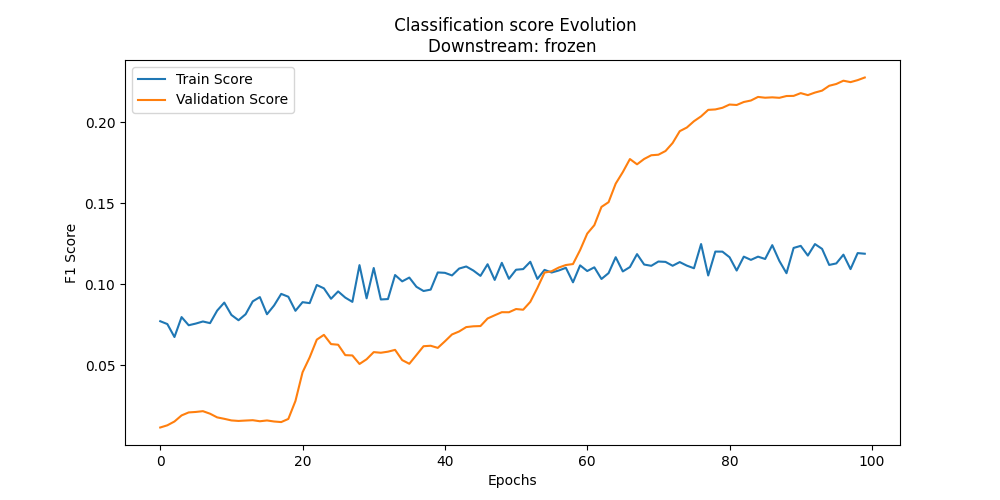 Classification score Evolution
Downstream: frozen
Train Score
Validation Score
F1 Score
0.20
0.15
0.10
0.05
0 20 40 60 80 100
Epochs